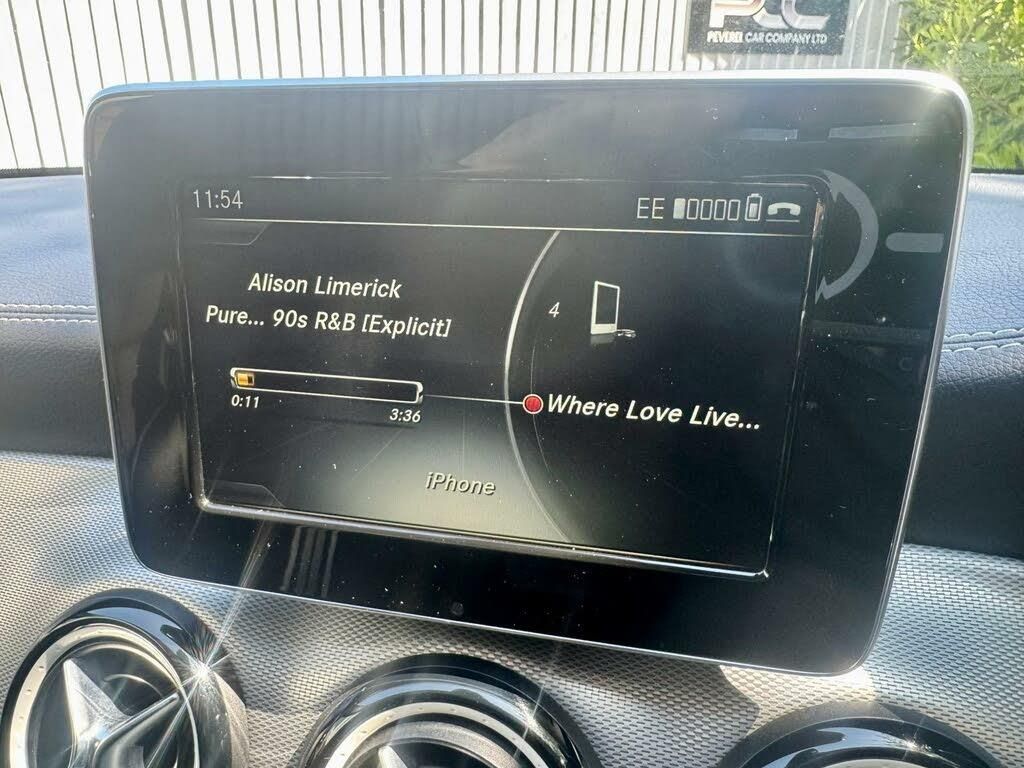 PCC
PEVEREL CAR COMPANY LTD
11:54
EE
Alison Limerick
Pure... 90s R&B [Explicit]
4
0:11
3:36
Where Love Live...
iPhone